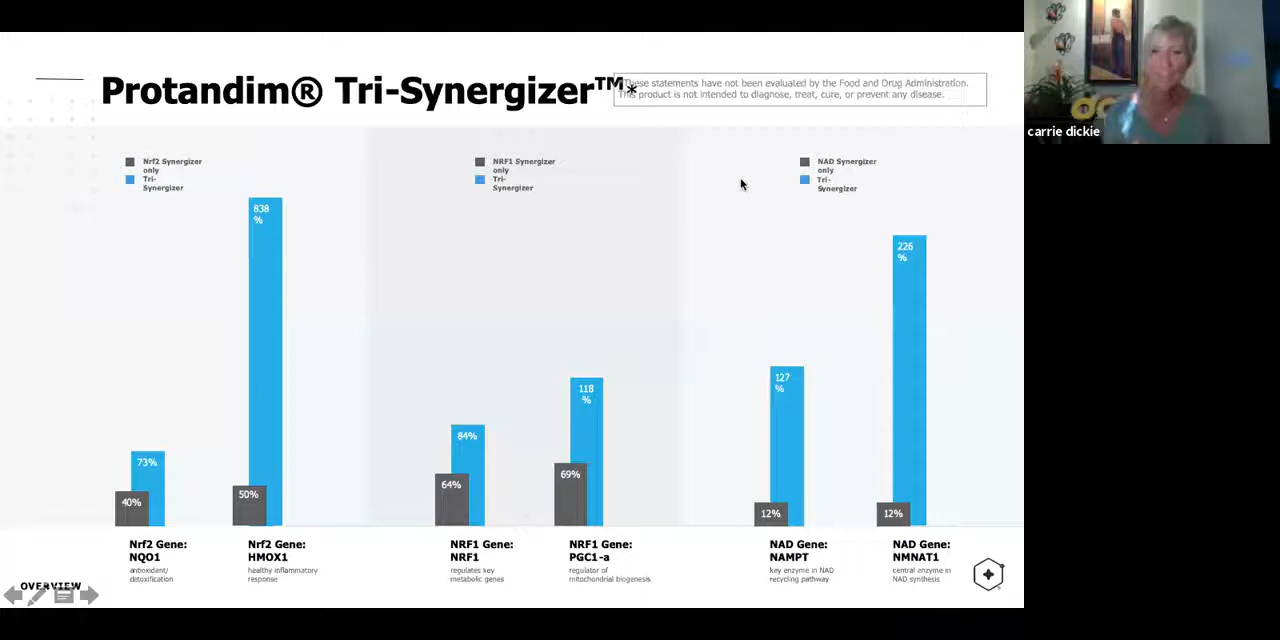 Protandim® Tri-Synergizer™*
These statements have not been evaluated by the Food and Drug Administration.
This product is not intended to diagnose, treat, cure, or prevent any disease.
carrie dickie
Nrf2 Synergizer
only
Tri-
Synergizer
NRF1 Synergizer
only
Tri-
Synergizer
NAD Synergizer
only
Tri-
Synergizer
838
%
226
%
127
%
118
%
84%
73%
69%
64%
50%
40%
12%
12%
Nrf2 Gene:
NQO1
antioxidant/
detoxification
Nrf2 Gene:
HMOX1
healthy inflammatory
response
NRF1 Gene:
NRF1
regulates key
metabolic genes
NRF1 Gene:
PGC1-a
regulator of
mitochondrial biogenesis
NAD Gene:
NAMPT
key enzyme in NAD
recycling pathway
NAD Gene:
NMNAT1
central enzyme in
NAD synthesis
OVERVIEW